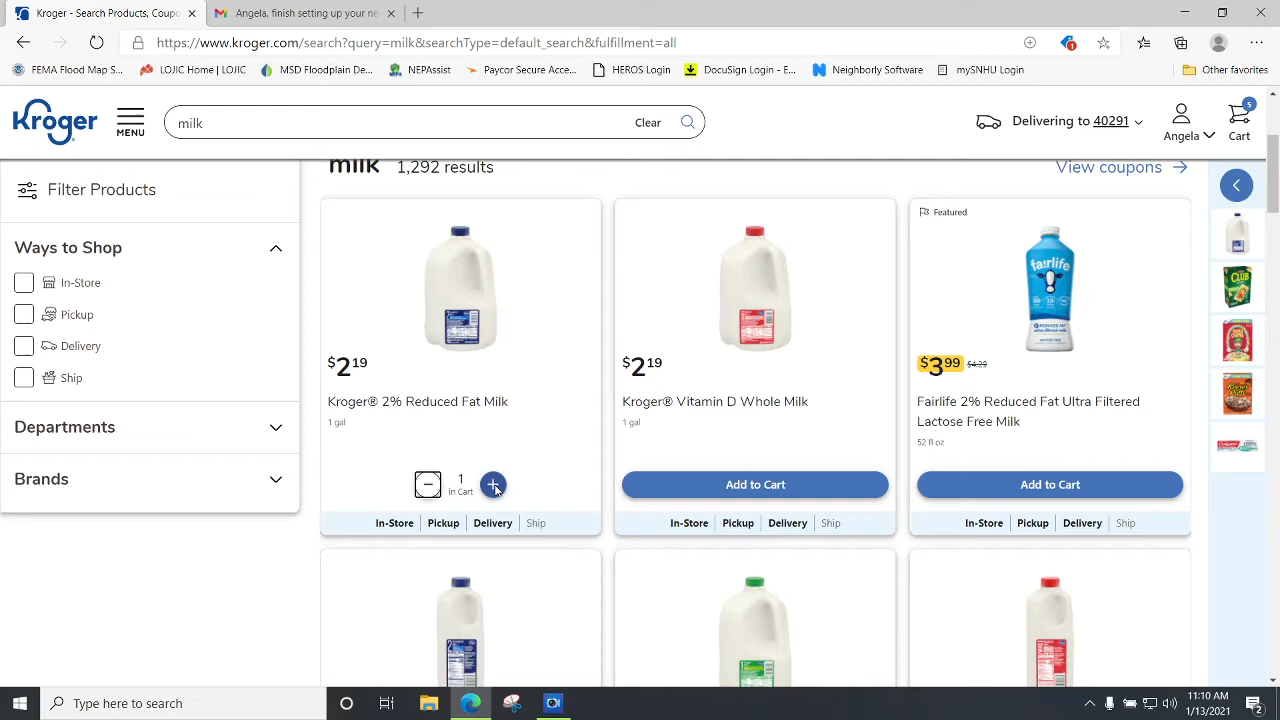 Kroger - Search Products, Coupo
Angela, finish setting up your ne
https://www.kroger.com/search?query=milk&searchType=default_search&fulfillment=all
1
FEMA Flood Map S...
LOJIC Home | LOJIC
MSD Floodplain De...
NEPAssist
Paycor Secure Acce...
HEROS Login
DocuSign Login - E...
Neighborly Software
mySNHU Login
Other favorites
Kroger
MENU
milk
Clear
Delivering to 40291
Angela
5
Cart
Filter Products
Ways to Shop
In-Store
Pickup
Delivery
Ship
Departments
Brands
milk 1,292 results
View coupons
$2 19
Kroger® 2% Reduced Fat Milk
1 gal
1
in Cart
In-Store Pickup Delivery Ship
$2 19
Kroger® Vitamin D Whole Milk
1 gal
Add to Cart
In-Store Pickup Delivery Ship
Featured
fairlife
$3 99 $4.29
Fairlife 2% Reduced Fat Ultra Filtered
Lactose Free Milk
52 fl oz
Add to Cart
In-Store Pickup Delivery Ship
CLUB
Reese's
Puffs
Colgate
Type here to search
11:10 AM
1/13/2021
2